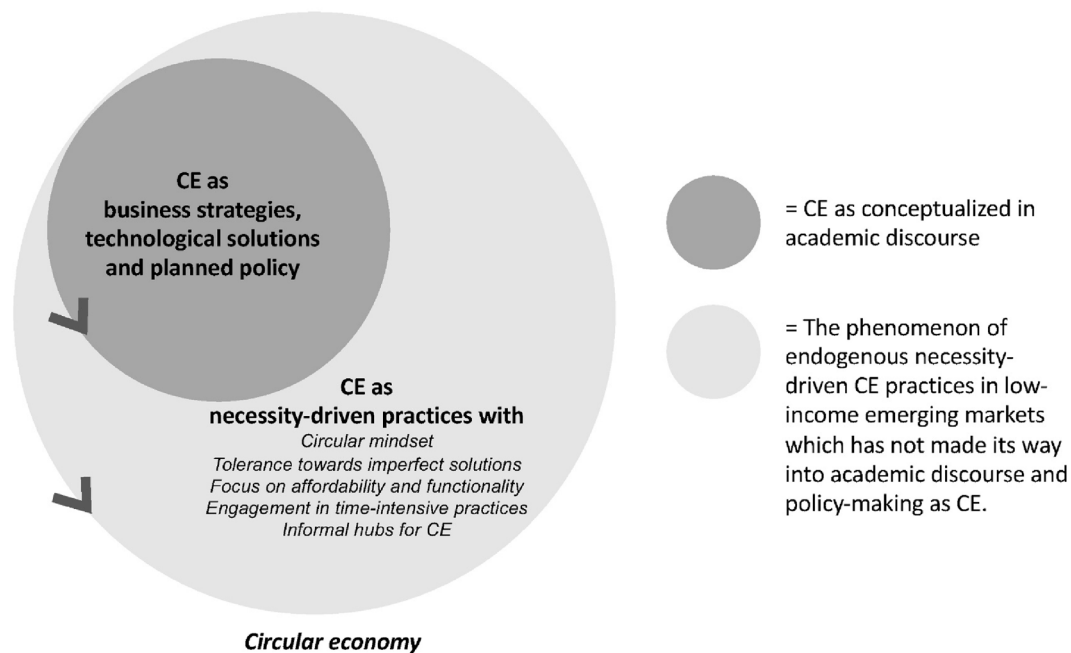 CE as
business strategies,
technological solutions
and planned policy
CE as
necessity-driven practices with
Circular mindset
Tolerance towards imperfect solutions
Focus on affordability and functionality
Engagement in time-intensive practices
Informal hubs for CE
Circular economy
= CE as conceptualized in
academic discourse
= The phenomenon of
endogenous necessity-
driven CE practices in low-
income emerging markets
which has not made its way
into academic discourse and
policy-making as CE.